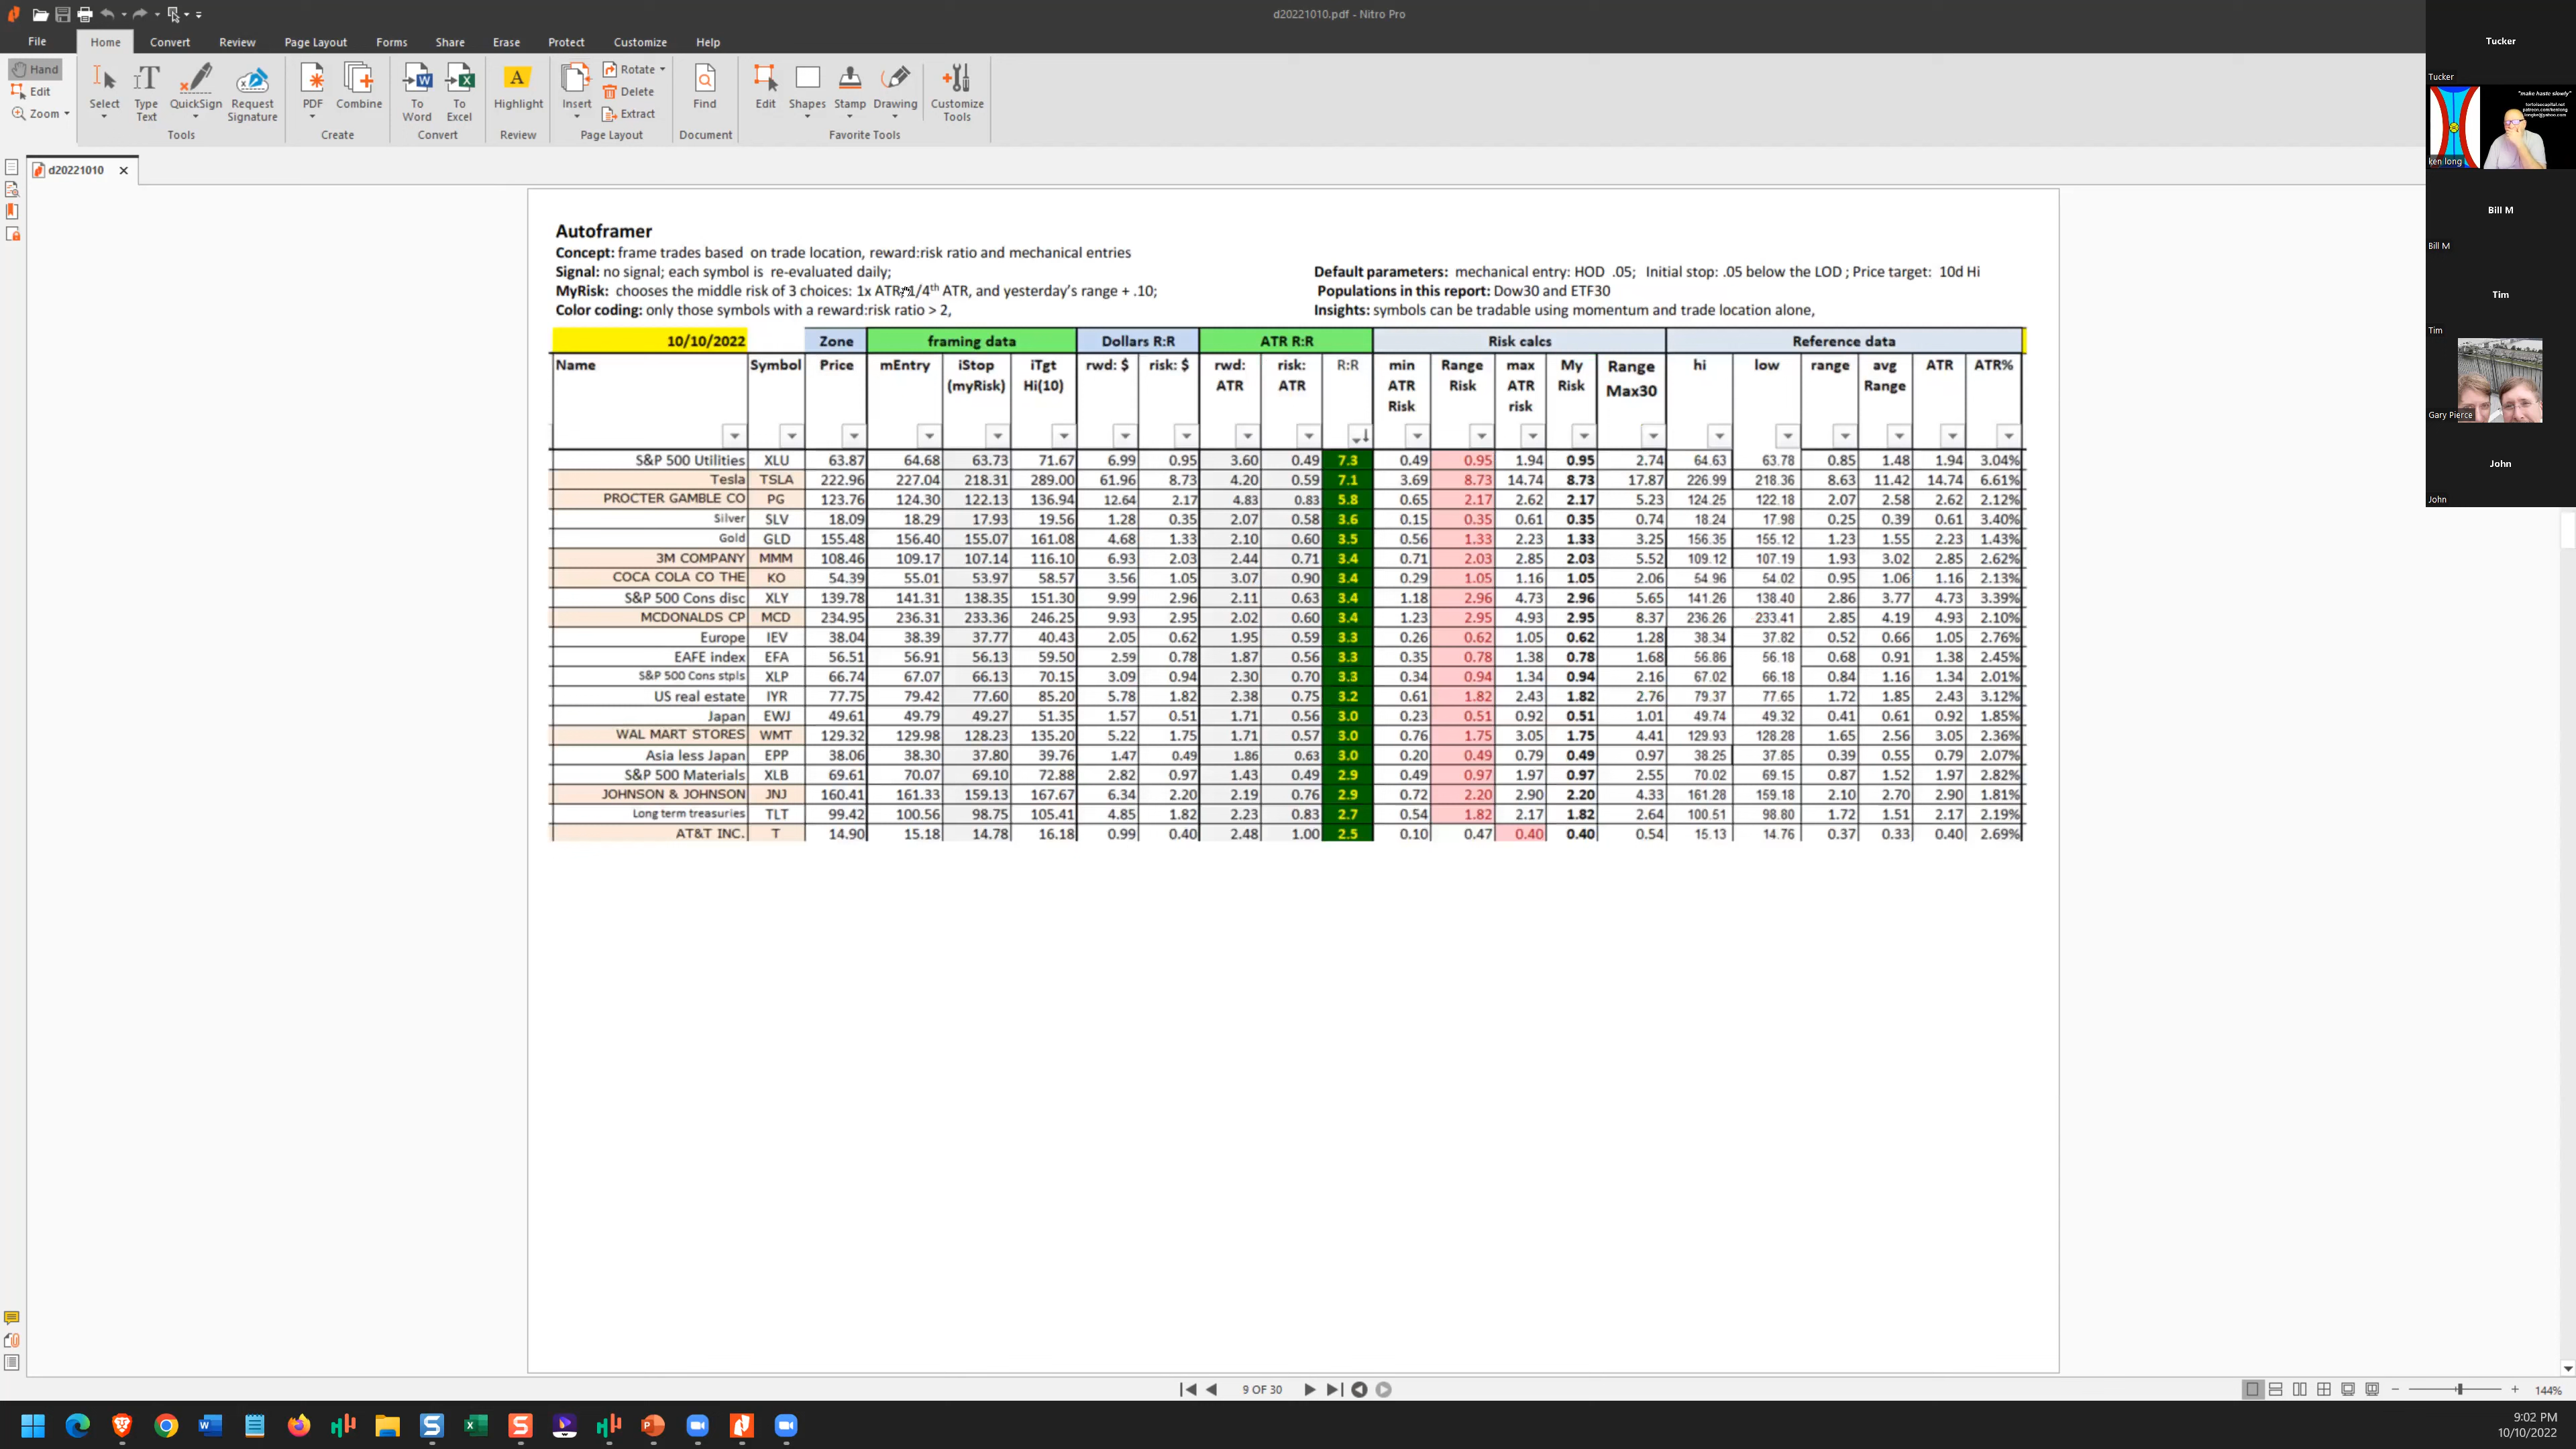 d20221010.pdf - Nitro Pro
File Home Convert Review Page Layout Forms Share Erase Protect Customize Help
Hand
Edit
Zoom
Select
Type Text
QuickSign
Request Signature
Tools
PDF
Combine
Create
To Word
To Excel
Convert
Highlight
Review
Insert
Rotate
Delete
Extract
Page Layout
Find
Document
Edit
Shapes
Stamp
Drawing
Customize Tools
Favorite Tools
d20221010
Autoframer
Concept: frame trades based on trade location, reward:risk ratio and mechanical entries
Signal: no signal; each symbol is re-evaluated daily;
MyRisk: chooses the middle risk of 3 choices: 1x ATR, 1/4th ATR, and yesterday's range + .10;
Color coding: only those symbols with a reward:risk ratio > 2,
Default parameters: mechanical entry: HOD .05; Initial stop: .05 below the LOD ; Price target: 10d Hi
Populations in this report: Dow30 and ETF30
Insights: symbols can be tradable using momentum and trade location alone,
10/10/2022 Zone framing data Dollars R:R ATR R:R Risk calcs Reference data
Name Symbol Price mEntry iStop (myRisk) iTgt Hi(10) rwd: $ risk: $ rwd: ATR risk: ATR R:R min ATR Risk Range Risk max ATR risk My Risk Range Max30 hi low range avg Range ATR ATR%
S&P 500 Utilities XLU 63.87 64.68 63.73 71.67 6.99 0.95 3.60 0.49 7.3 0.49 0.95 1.94 0.95 2.74 64.63 63.78 0.85 1.48 1.94 3.04%
Tesla TSLA 222.96 227.04 218.31 289.00 61.96 8.73 4.20 0.59 7.1 3.69 8.73 14.74 8.73 17.87 226.99 218.36 8.63 11.42 14.74 6.61%
PROCTER GAMBLE CO PG 123.76 124.30 122.13 136.94 12.64 2.17 4.83 0.83 5.8 0.65 2.17 2.62 2.17 5.23 124.25 122.18 2.07 2.58 2.62 2.12%
Silver SLV 18.09 18.29 17.93 19.56 1.28 0.35 2.07 0.58 3.6 0.15 0.35 0.61 0.35 0.74 18.24 17.98 0.25 0.39 0.61 3.40%
Gold GLD 155.48 156.40 155.07 161.08 4.68 1.33 2.10 0.60 3.5 0.56 1.33 2.23 1.33 3.25 156.35 155.12 1.23 1.55 2.23 1.43%
3M COMPANY MMM 108.46 109.17 107.14 116.10 6.93 2.03 2.44 0.71 3.4 0.71 2.03 2.85 2.03 5.52 109.12 107.19 1.93 3.02 2.85 2.62%
COCA COLA CO THE KO 54.39 55.01 53.97 58.57 3.56 1.05 3.07 0.90 3.4 0.29 1.05 1.16 1.05 2.06 54.96 54.02 0.95 1.06 1.16 2.13%
S&P 500 Cons disc XLY 139.78 141.31 138.35 151.30 9.99 2.96 2.11 0.63 3.4 1.18 2.96 4.73 2.96 5.65 141.26 138.40 2.86 3.77 4.73 3.39%
MCDONALDS CP MCD 234.95 236.31 233.36 246.25 9.93 2.95 2.02 0.60 3.4 1.23 2.95 4.93 2.95 8.37 236.26 233.41 2.85 4.19 4.93 2.10%
Europe IEV 38.04 38.39 37.77 40.43 2.05 0.62 1.95 0.59 3.3 0.26 0.62 1.05 0.62 1.28 38.34 37.82 0.52 0.66 1.05 2.76%
EAFE index EFA 56.51 56.91 56.13 59.50 2.59 0.78 1.87 0.56 3.3 0.35 0.78 1.38 0.78 1.68 56.86 56.18 0.68 0.91 1.38 2.45%
S&P 500 Cons stpls XLP 66.74 67.07 66.13 70.15 3.09 0.94 2.30 0.70 3.3 0.34 0.94 1.34 0.94 2.16 67.02 66.18 0.84 1.16 1.34 2.01%
US real estate IYR 77.75 79.42 77.60 85.20 5.78 1.82 2.38 0.75 3.2 0.61 1.82 2.43 1.82 2.76 79.37 77.65 1.72 1.85 2.43 3.12%
Japan EWJ 49.61 49.79 49.27 51.35 1.57 0.51 1.71 0.56 3.0 0.23 0.51 0.92 0.51 1.01 49.74 49.32 0.41 0.61 0.92 1.85%
WAL MART STORES WMT 129.32 129.98 128.23 135.20 5.22 1.75 1.71 0.57 3.0 0.76 1.75 3.05 1.75 4.41 129.93 128.28 1.65 2.56 3.05 2.36%
Asia less Japan EPP 38.06 38.30 37.80 39.76 1.47 0.49 1.86 0.63 3.0 0.20 0.49 0.79 0.49 0.97 38.25 37.85 0.39 0.55 0.79 2.07%
S&P 500 Materials XLB 69.61 70.07 69.10 72.88 2.82 0.97 1.43 0.49 2.9 0.49 0.97 1.97 0.97 2.55 70.02 69.15 0.87 1.52 1.97 2.82%
JOHNSON & JOHNSON JNJ 160.41 161.33 159.13 167.67 6.34 2.20 2.19 0.76 2.9 0.72 2.20 2.90 2.20 4.33 161.28 159.18 2.10 2.70 2.90 1.81%
Long term treasuries TLT 99.42 100.56 98.75 105.41 4.85 1.82 2.23 0.83 2.7 0.54 1.82 2.17 1.82 2.64 100.51 98.80 1.72 1.51 2.17 2.19%
AT&T INC. T 14.90 15.18 14.78 16.18 0.99 0.40 2.48 1.00 2.5 0.10 0.47 0.40 0.40 0.54 15.13 14.76 0.37 0.33 0.40 2.69%
Tucker
Tucker
"make haste slowly"
ken long
Bill M
Bill M
Tim
Tim
Gary Pierce
John
John
9 OF 30
144%
9:02 PM
10/10/2022